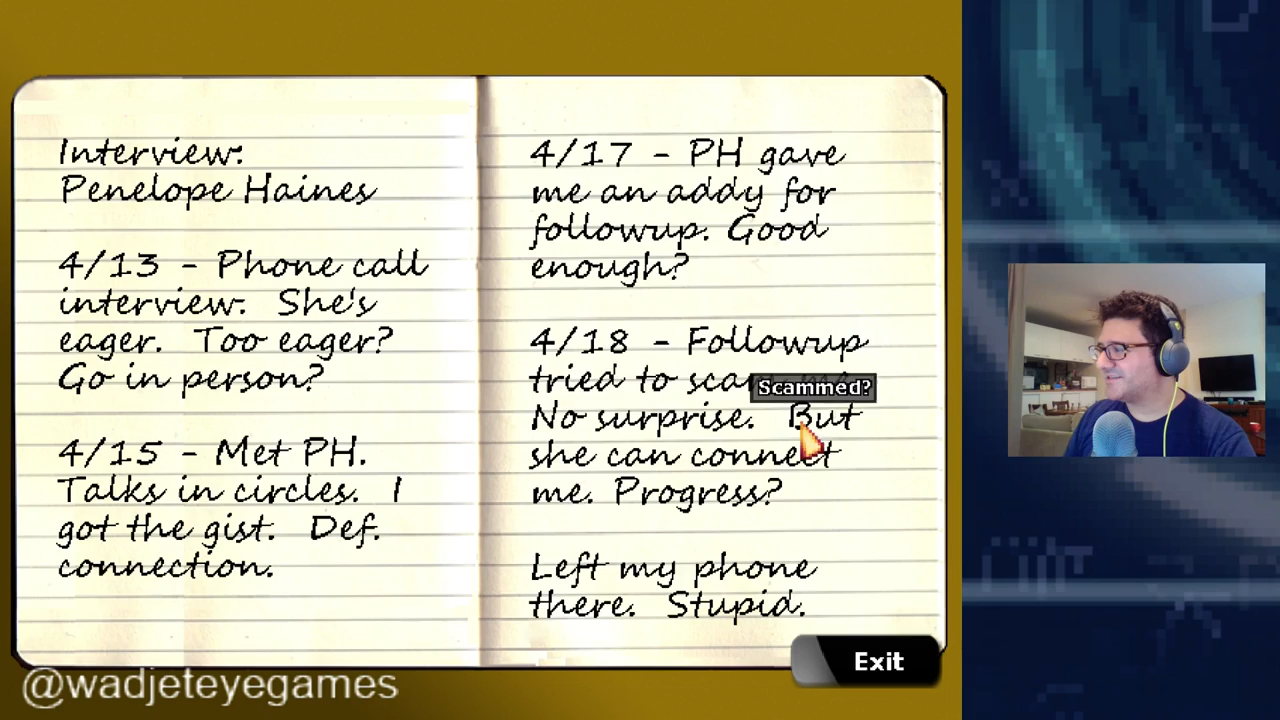 Interview:
Penelope Haines
4/13 - Phone call
interview. She's
eager. Too eager?
Go in person?
4/15 - Met PH.
Talks in circles. I
got the gist. Def.
connection.
4/17 - PH gave
me an addy for
followup. Good
enough?
4/18 - Followup
tried to
Scammed?
No surprise. But
she can connect
me. Progress?
Left my phone
there. Stupid.
Exit
@wadjeteyegames